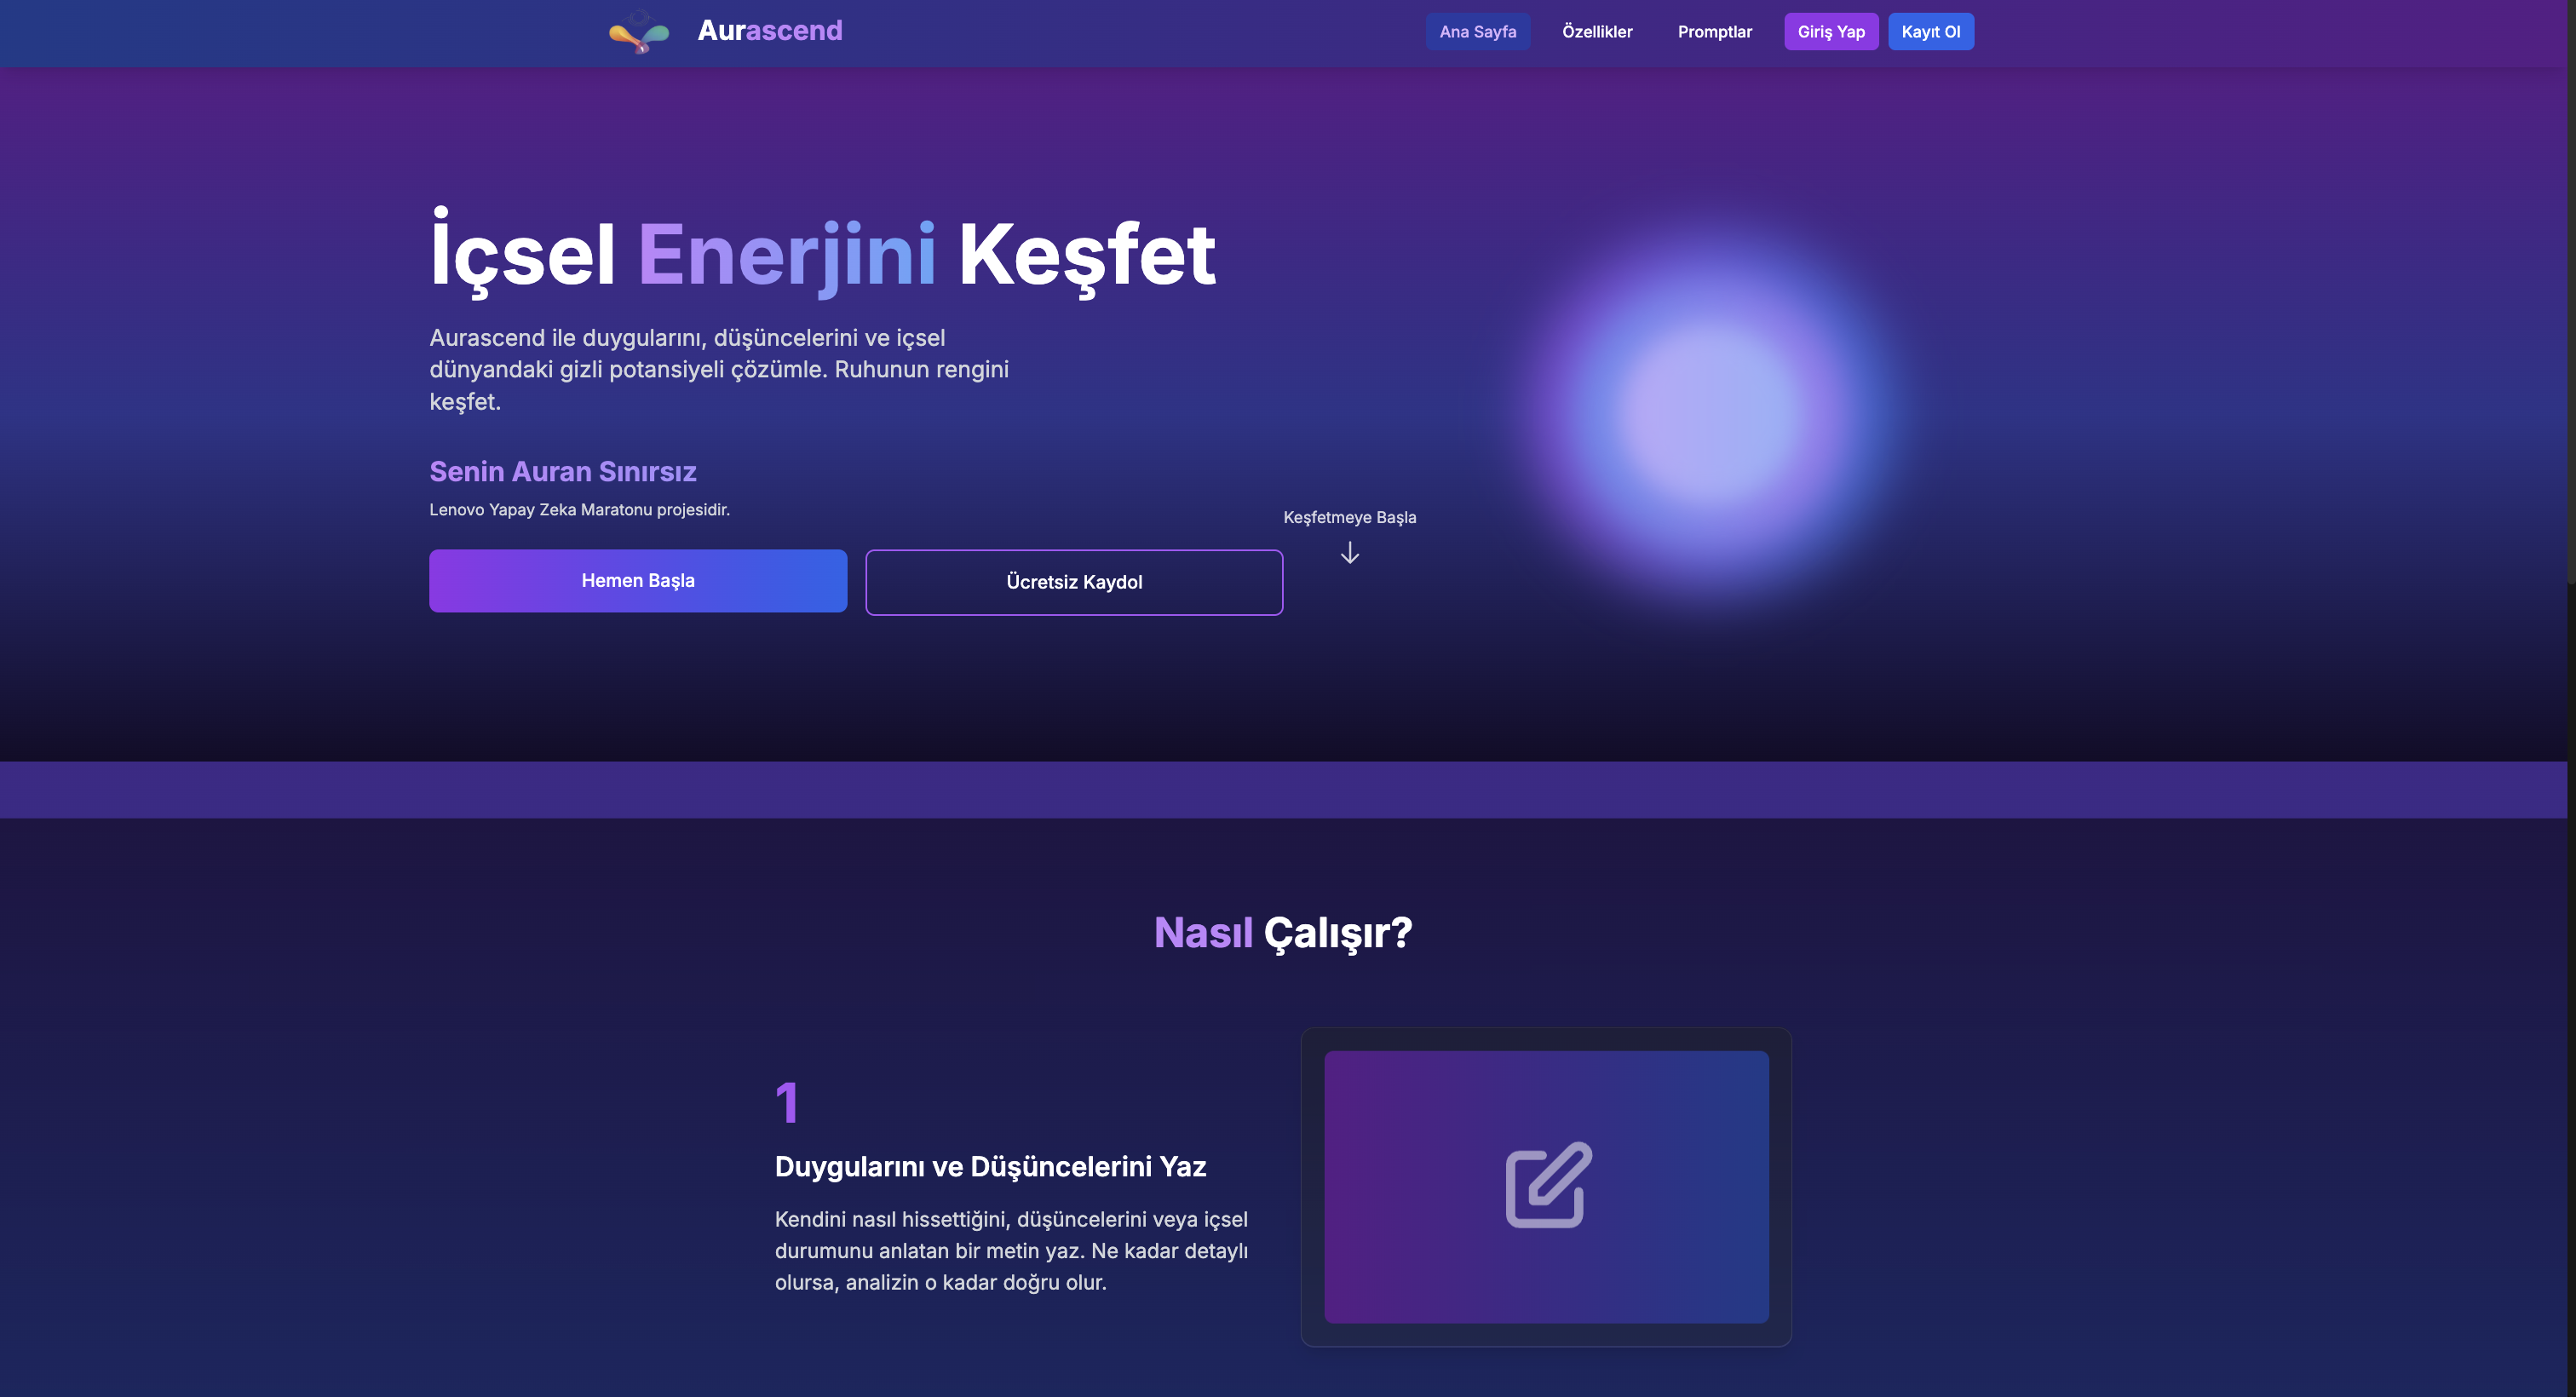 Aurascend
Ana Sayfa
Özellikler
Promptlar
Giriş Yap
Kayıt Ol
İçsel Enerjini Keşfet
Aurascend ile duygularını, düşüncelerini ve içsel
dünyandaki gizli potansiyeli çözümle. Ruhunun rengini
keşfet.
Senin Auran Sınırsız
Lenovo Yapay Zeka Maratonu projesidir.
Hemen Başla
Ücretsiz Kaydol
Keşfetmeye Başla
Nasıl Çalışır?
1
Duygularını ve Düşüncelerini Yaz
Kendini nasıl hissettiğini, düşüncelerini veya içsel
durumunu anlatan bir metin yaz. Ne kadar detaylı
olursa, analizin o kadar doğru olur.